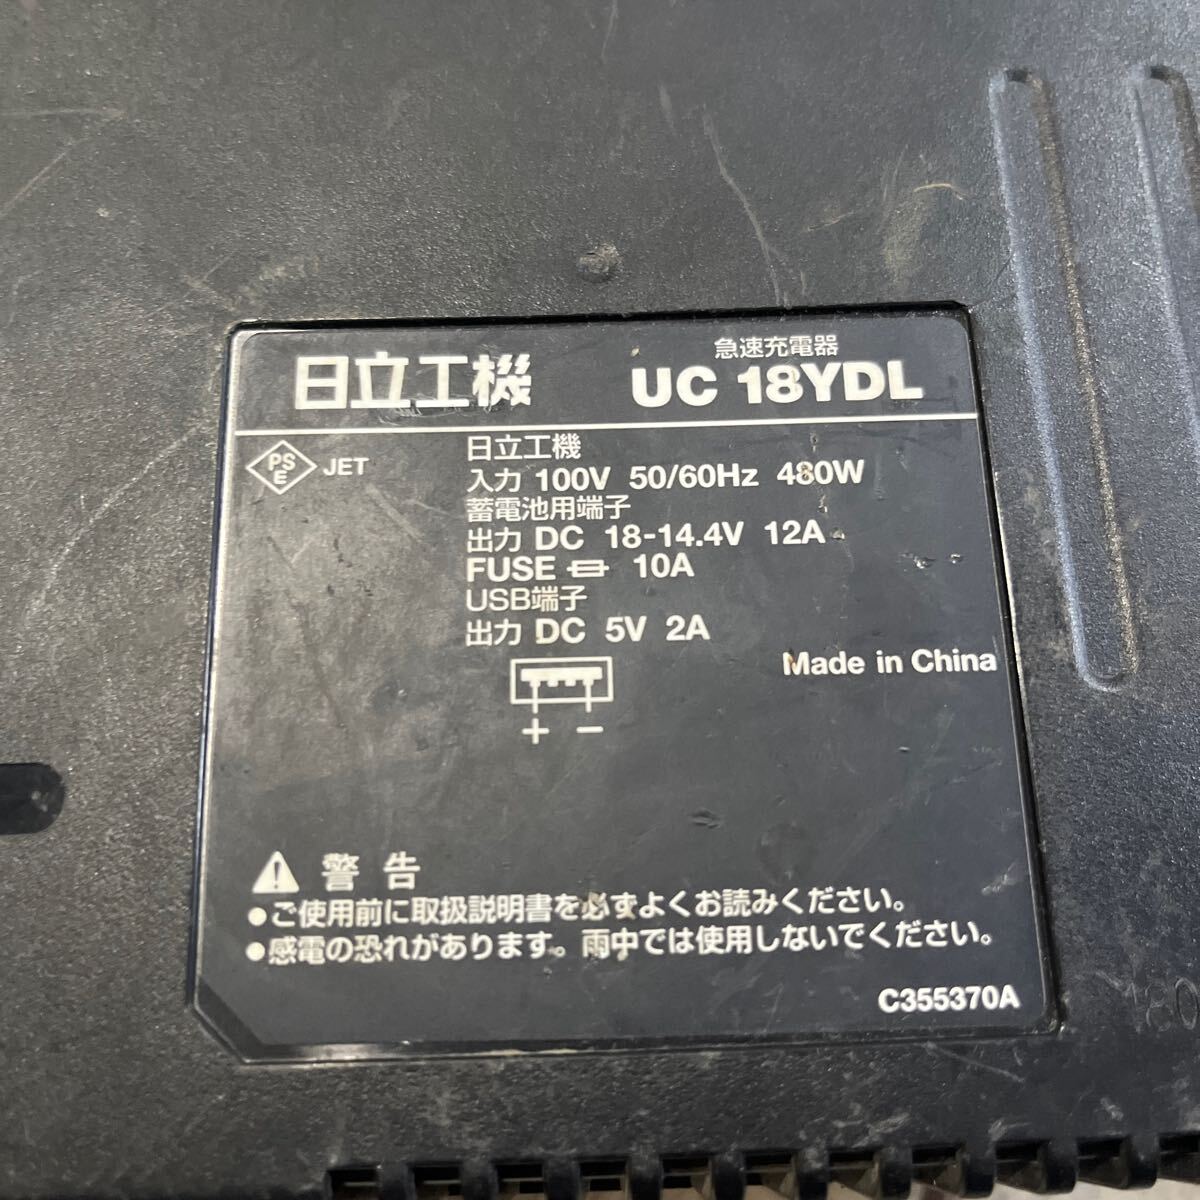 急速充電器
日立工機 UC 18YDL
PS
E JET
日立工機
入力 100V 50/60Hz 480W
蓄電池用端子
出力 DC 18-14.4V 12A
FUSE 10A
USB端子
出力 DC 5V 2A
Made in China
+ −
警告
●ご使用前に取扱説明書を必ずよくお読みください。
●感電の恐れがあります。雨中では使用しないでください。
C355370A